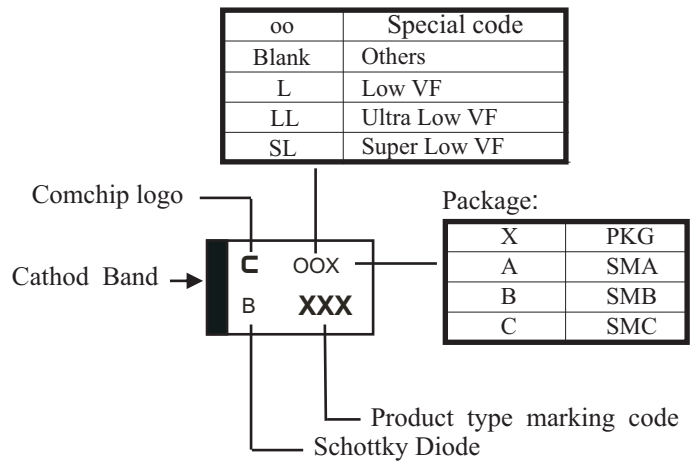 oo Special code
Blank Others
L Low VF
LL Ultra Low VF
SL Super Low VF
Comchip logo
Package:
X PKG
A SMA
B SMB
C SMC
Cathod Band
C OOX
B XXX
Product type marking code
Schottky Diode